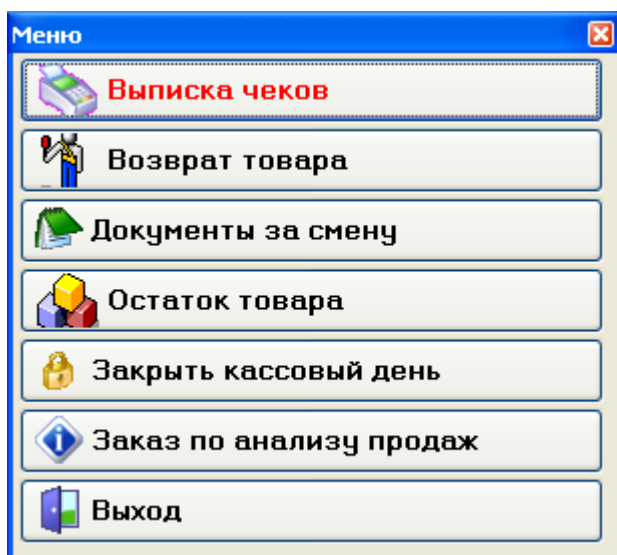 Меню
Выписка чеков
Возврат товара
Документы за смену
Остаток товара
Закрыть кассовый день
Заказ по анализу продаж
Выход